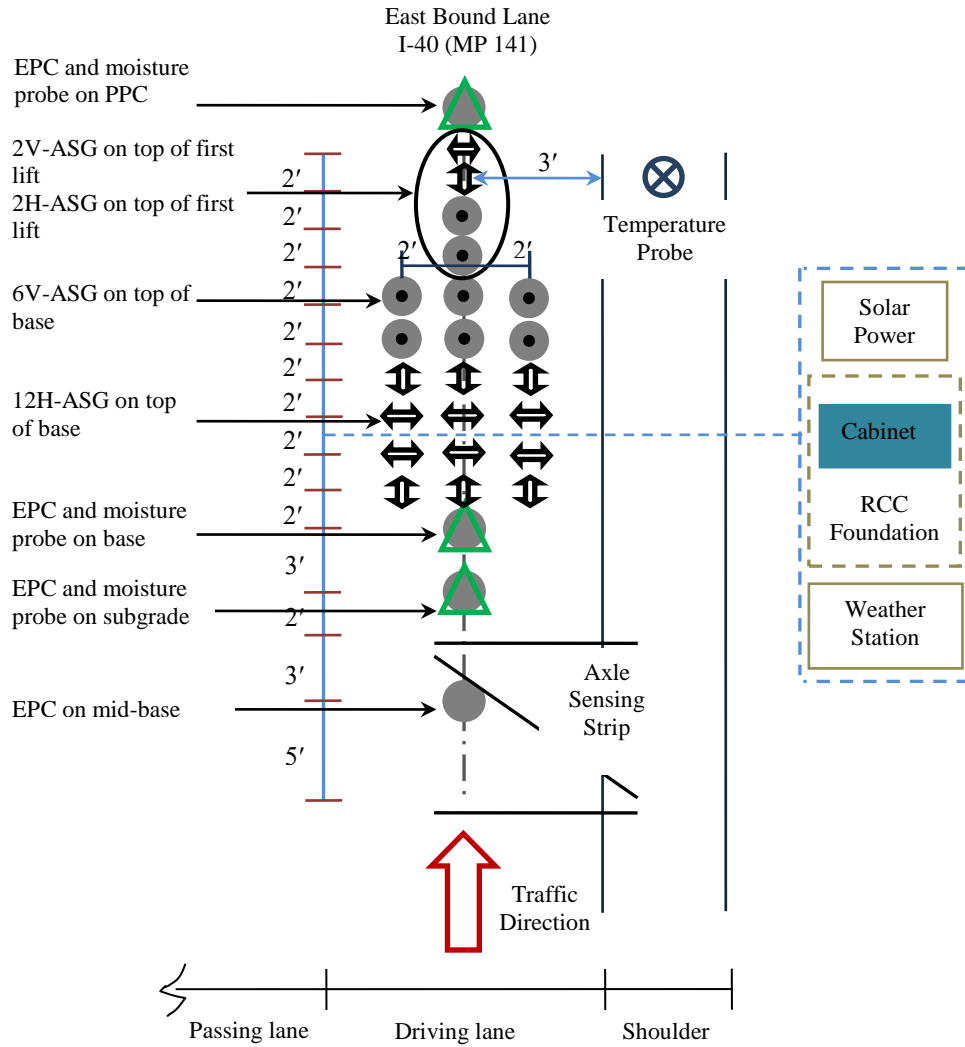 East Bound Lane
I-40 (MP 141)
EPC and moisture
probe on PPC
2V-ASG on top of first
lift
2H-ASG on top of first
lift
6V-ASG on top of
base
12H-ASG on top
of base
EPC and moisture
probe on base
EPC and moisture
probe on subgrade
EPC on mid-base
2′
2′
2′
2′
2′
2′
2′
2′
2′
2′
3′
2′
3′
5′
3′
2′
2′
Temperature
Probe
Axle
Sensing
Strip
Traffic
Direction
Solar
Power
Cabinet
RCC
Foundation
Weather
Station
Passing lane
Driving lane
Shoulder